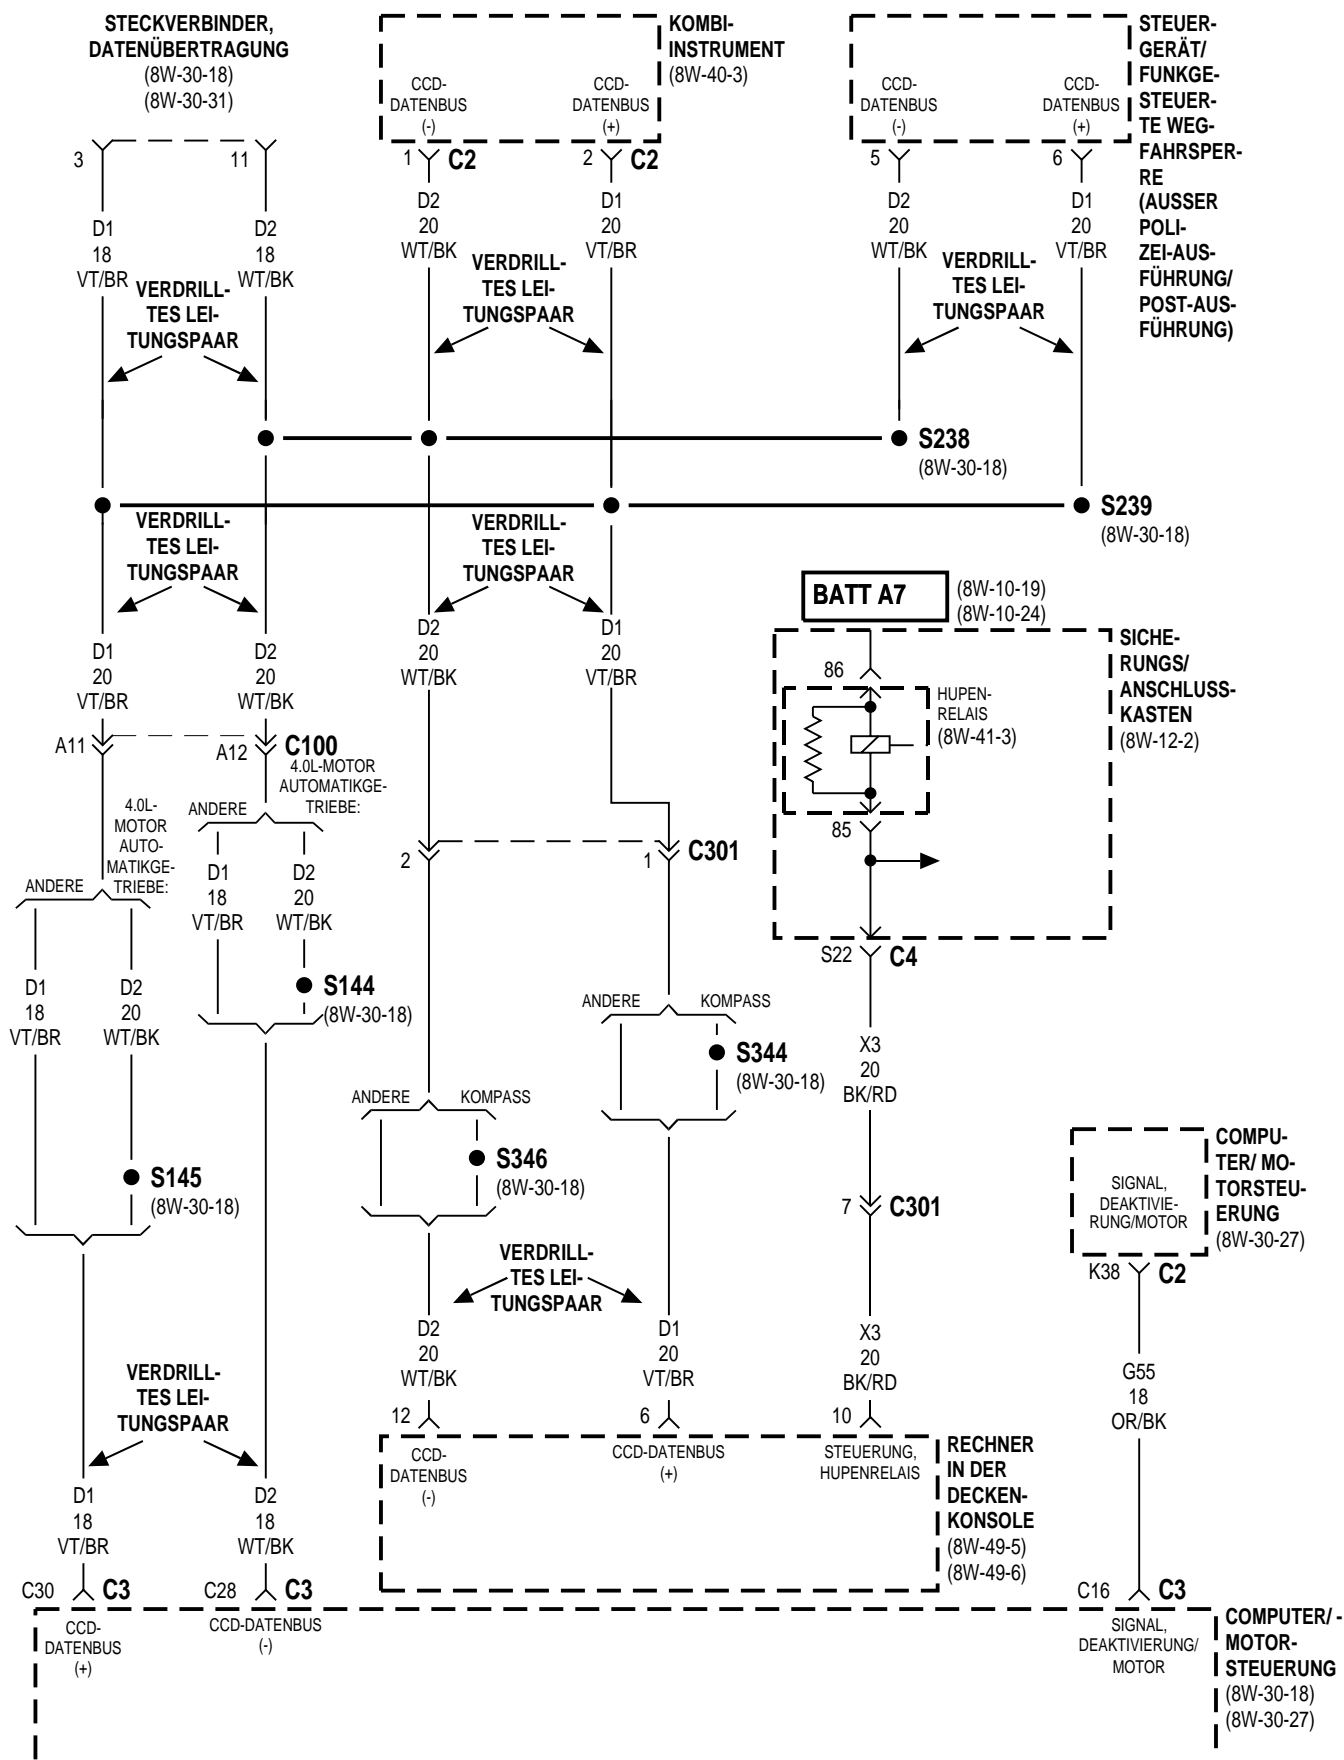 STECKVERBINDER,
DATENÜBERTRAGUNG
(8W-30-18)
(8W-30-31)
KOMBI-
INSTRUMENT
(8W-40-3)
STEUER-
GERÄT/
FUNKGE-
STEUER-
TE WEG-
FAHRSPER-
RE
(AUSSER
POLI-
ZEI-AUS-
FÜHRUNG/
POST-AUS-
FÜHRUNG)
CCD-
DATENBUS
(-)
CCD-
DATENBUS
(+)
CCD-
DATENBUS
(-)
CCD-
DATENBUS
(+)
3
11
1
C2
2
C2
5
6
D1
18
VT/BR
D2
18
WT/BK
D2
20
WT/BK
D1
20
VT/BR
D2
20
WT/BK
D1
20
VT/BR
VERDRILL-
TES LEI-
TUNGSPAAR
VERDRILL-
TES LEI-
TUNGSPAAR
VERDRILL-
TES LEI-
TUNGSPAAR
S238
(8W-30-18)
S239
(8W-30-18)
VERDRILL-
TES LEI-
TUNGSPAAR
VERDRILL-
TES LEI-
TUNGSPAAR
D1
20
VT/BR
D2
20
WT/BK
D2
20
WT/BK
D1
20
VT/BR
BATT A7
(8W-10-19)
(8W-10-24)
SICHE-
RUNGS/
ANSCHLUSS-
KASTEN
(8W-12-2)
86
HUPEN-
RELAIS
(8W-41-3)
85
A11
A12
C100
4.0L-MOTOR
AUTOMATIKGE-
TRIEBE:
ANDERE
4.0L-
MOTOR
AUTO-
MATIKGE-
TRIEBE:
ANDERE
D1
18
VT/BR
D2
20
WT/BK
2
1
C301
S22
C4
D1
18
VT/BR
D2
20
WT/BK
S144
(8W-30-18)
ANDERE
KOMPASS
S344
(8W-30-18)
X3
20
BK/RD
ANDERE
KOMPASS
S346
(8W-30-18)
S145
(8W-30-18)
7
C301
COMPU-
TER/ MO-
TORSTEU-
ERUNG
(8W-30-27)
SIGNAL,
DEAKTIVIE-
RUNG/MOTOR
K38
C2
VERDRILL-
TES LEI-
TUNGSPAAR
D2
20
WT/BK
D1
20
VT/BR
X3
20
BK/RD
G55
18
OR/BK
VERDRILL-
TES LEI-
TUNGSPAAR
12
6
10
CCD-
DATENBUS
(-)
CCD-DATENBUS
(+)
STEUERUNG,
HUPENRELAIS
RECHNER
IN DER
DECKEN-
KONSOLE
(8W-49-5)
(8W-49-6)
D1
18
VT/BR
D2
18
WT/BK
C30
C3
C28
C3
C16
C3
CCD-
DATENBUS
(+)
CCD-DATENBUS
(-)
SIGNAL,
DEAKTIVIERUNG/
MOTOR
COMPUTER/ -
MOTOR-
STEUERUNG
(8W-30-18)
(8W-30-27)